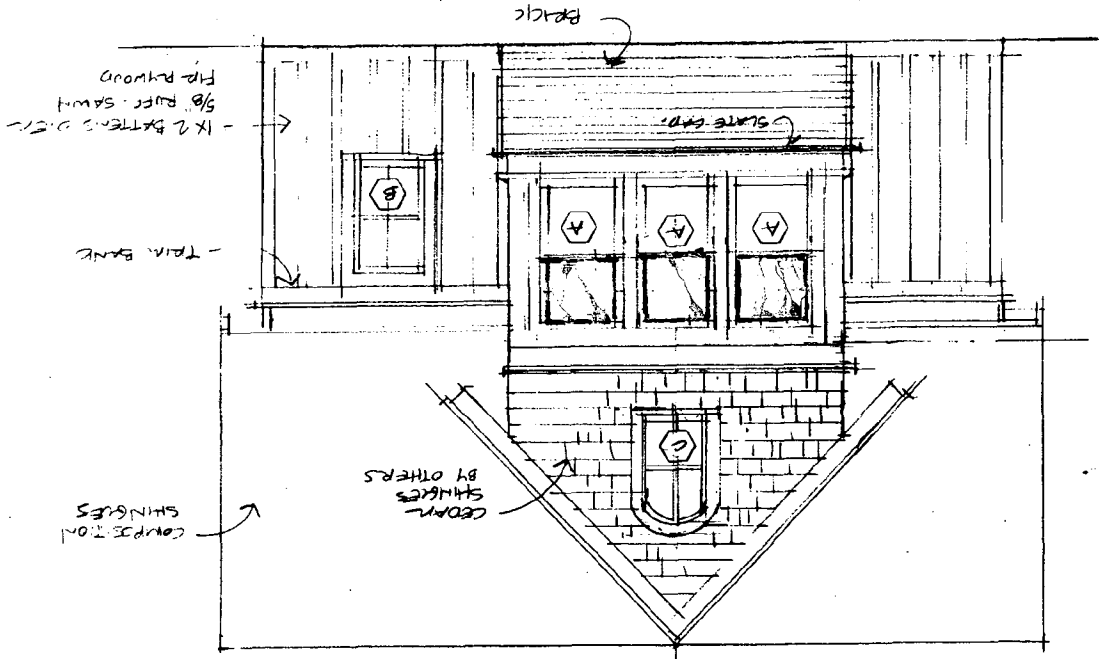 COMPOSITION
SHINGLES
CEDAR
SHINGLES
BY OTHERS
C
- TRIM BAND
A
A
A
B
- 1X2 BATTENS OVER
5/8" RUFF-SAWN
FIR PLYWOOD
SLATE CAP.
BRICK